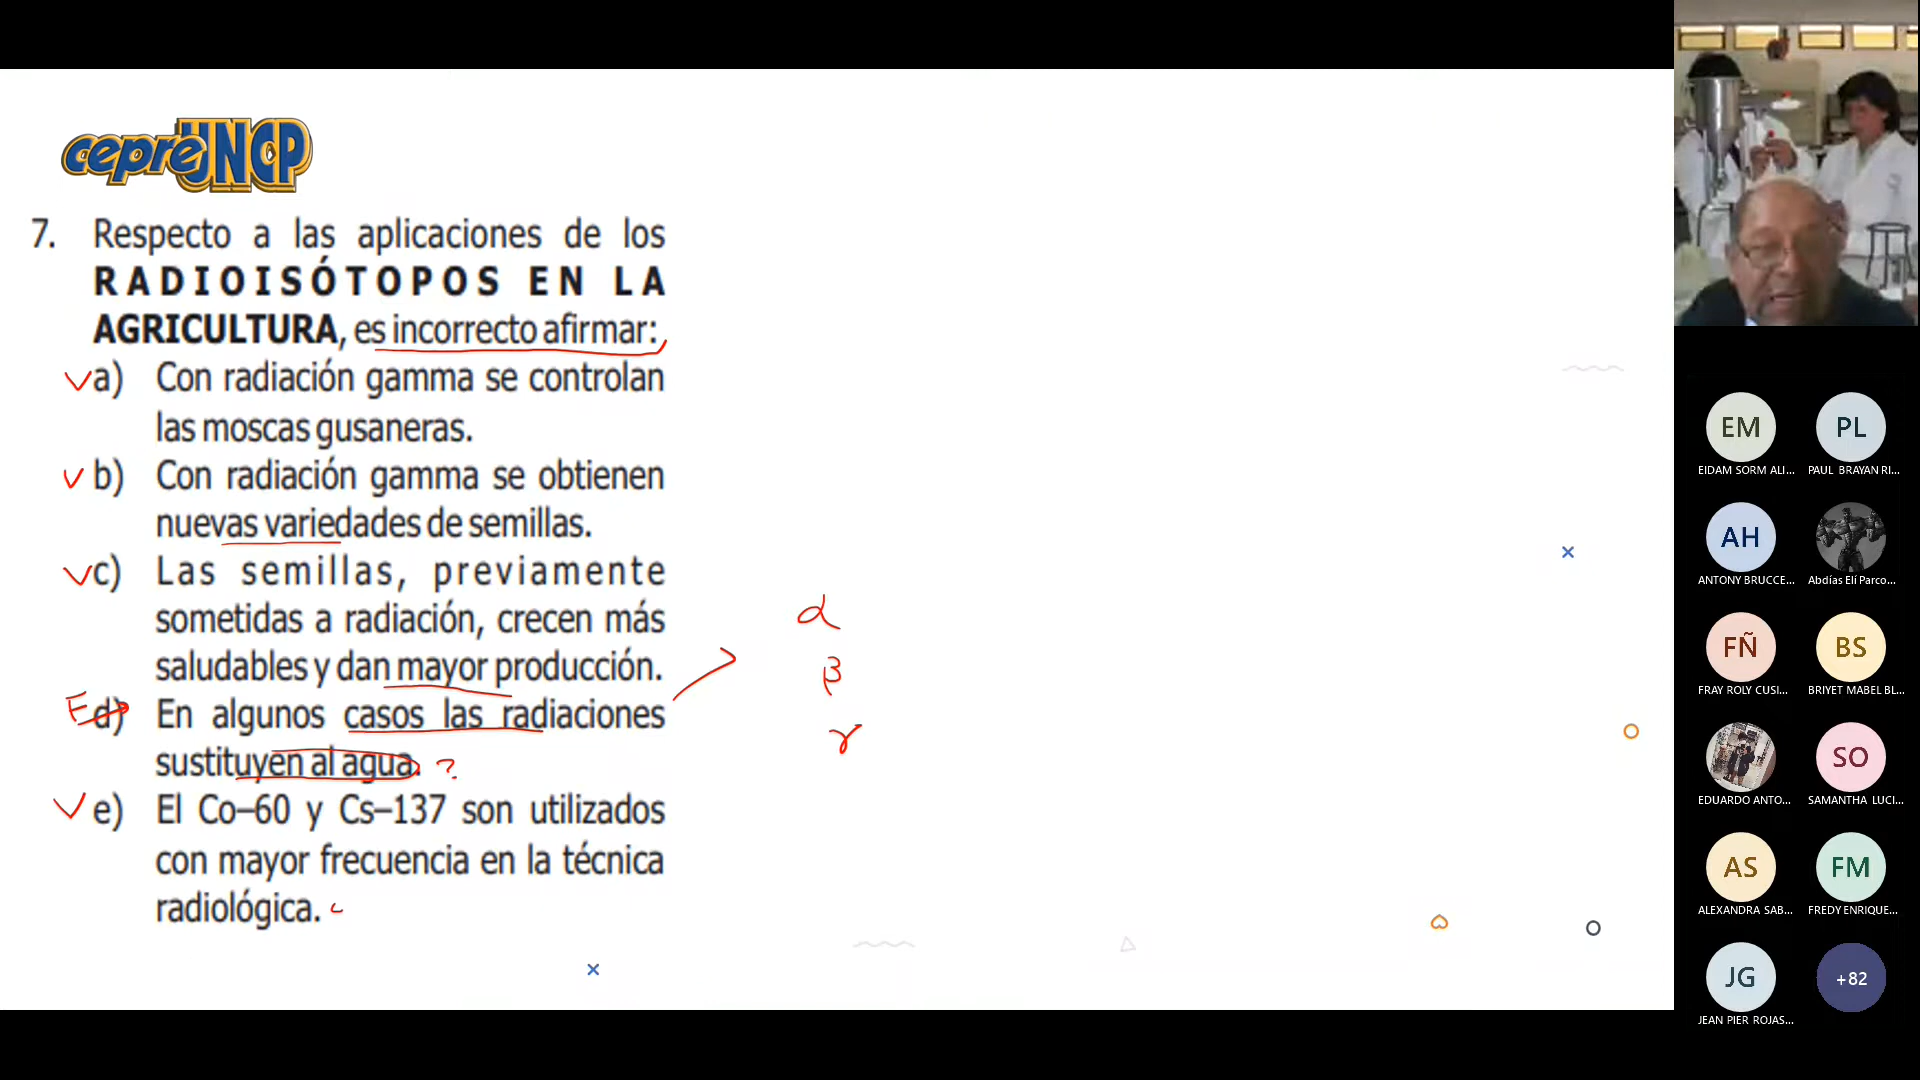 cepreUNCP
7. Respecto a las aplicaciones de los
RADIOISÓTOPOS EN LA
AGRICULTURA, es incorrecto afirmar:
V a) Con radiación gamma se controlan
las moscas gusaneras.
V b) Con radiación gamma se obtienen
nuevas variedades de semillas.
V c) Las semillas, previamente
sometidas a radiación, crecen más
saludables y dan mayor producción.
F d) En algunos casos las radiaciones
sustituyen al agua. ?
V e) El Co–60 y Cs–137 son utilizados
con mayor frecuencia en la técnica
radiológica.
α
β
γ
EM
EIDAM SORM ALI...
PL
PAUL BRAYAN RI...
AH
ANTONY BRUCCE...
Abdías Elí Parco...
FÑ
FRAY ROLY CUSI...
BS
BRIYET MABEL BL...
EDUARDO ANTO...
SO
SAMANTHA LUCI...
AS
ALEXANDRA SAB...
FM
FREDY ENRIQUE...
JG
JEAN PIER ROJAS...
+82